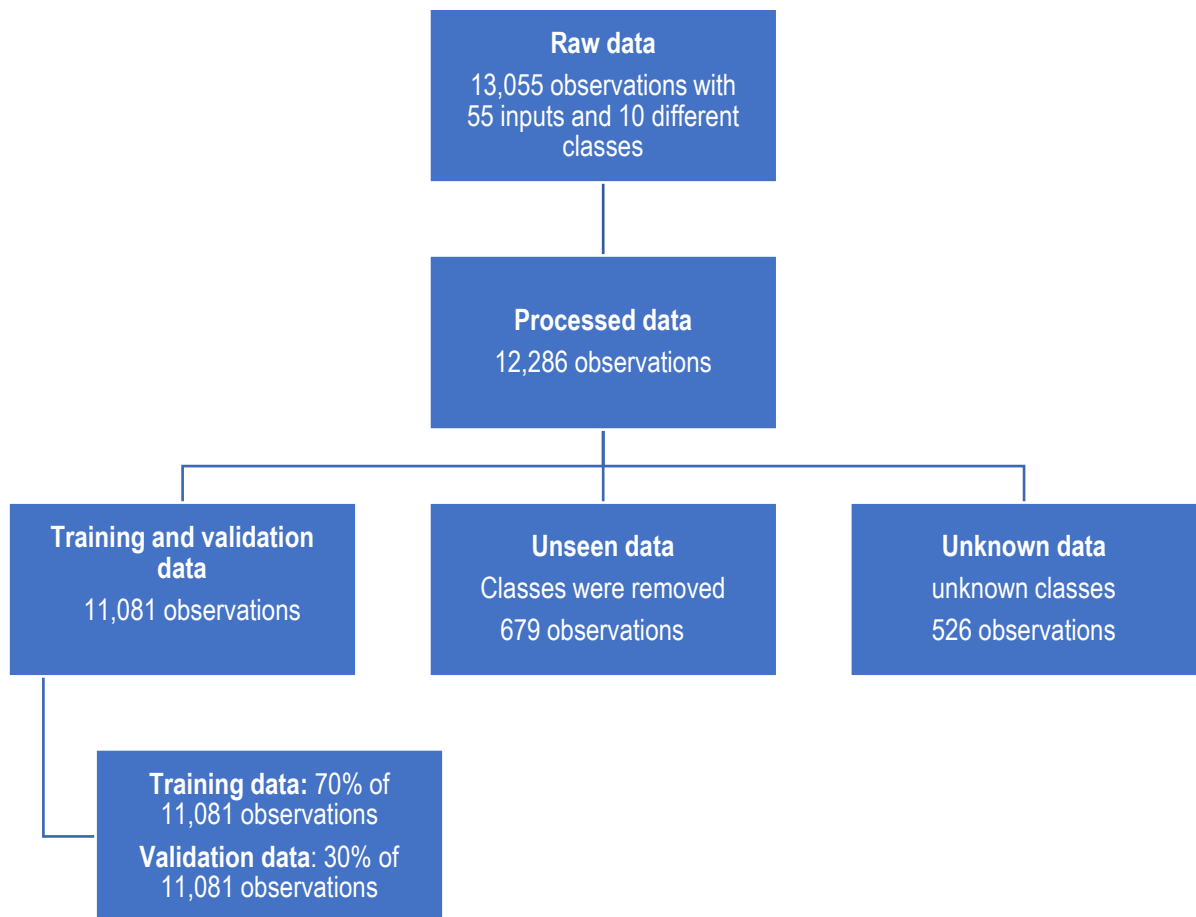 Raw data
13,055 observations with
55 inputs and 10 different
classes
Processed data
12,286 observations
Training and validation
data
11,081 observations
Unseen data
Classes were removed
679 observations
Unknown data
unknown classes
526 observations
Training data: 70% of
11,081 observations
Validation data: 30% of
11,081 observations